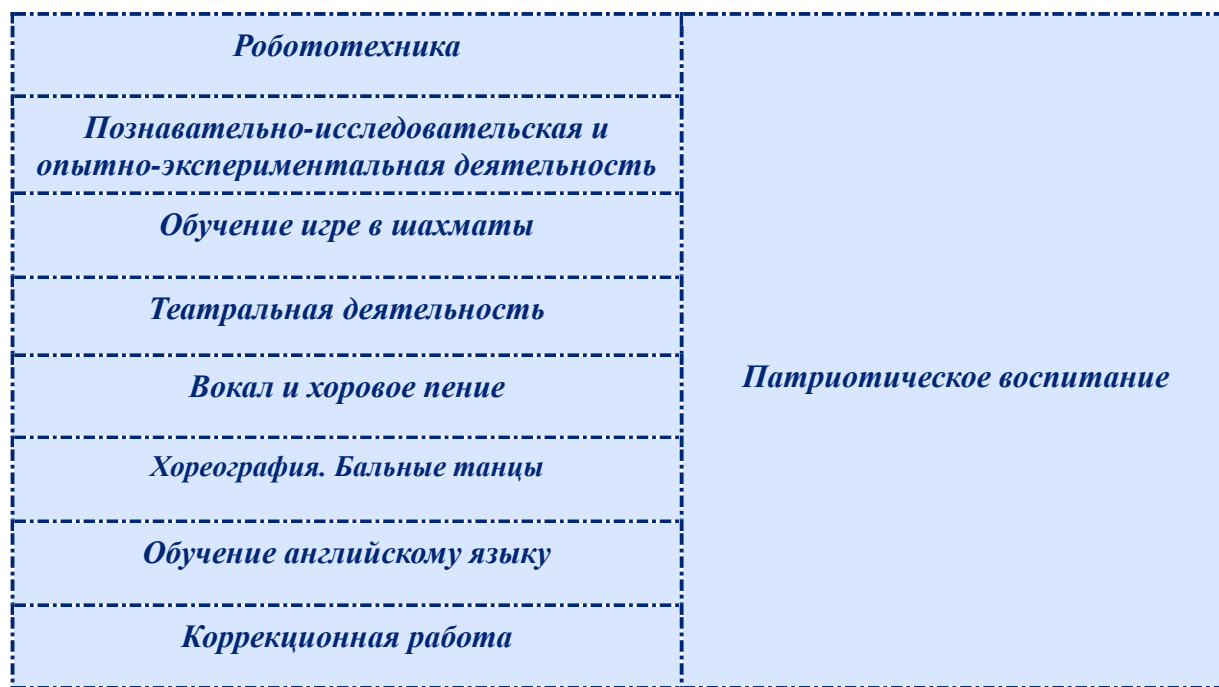 Робототехника
Познавательно-исследовательская и
опытно-экспериментальная деятельность
Обучение игре в шахматы
Театральная деятельность
Вокал и хоровое пение
Хореография. Бальные танцы
Обучение английскому языку
Коррекционная работа
Патриотическое воспитание